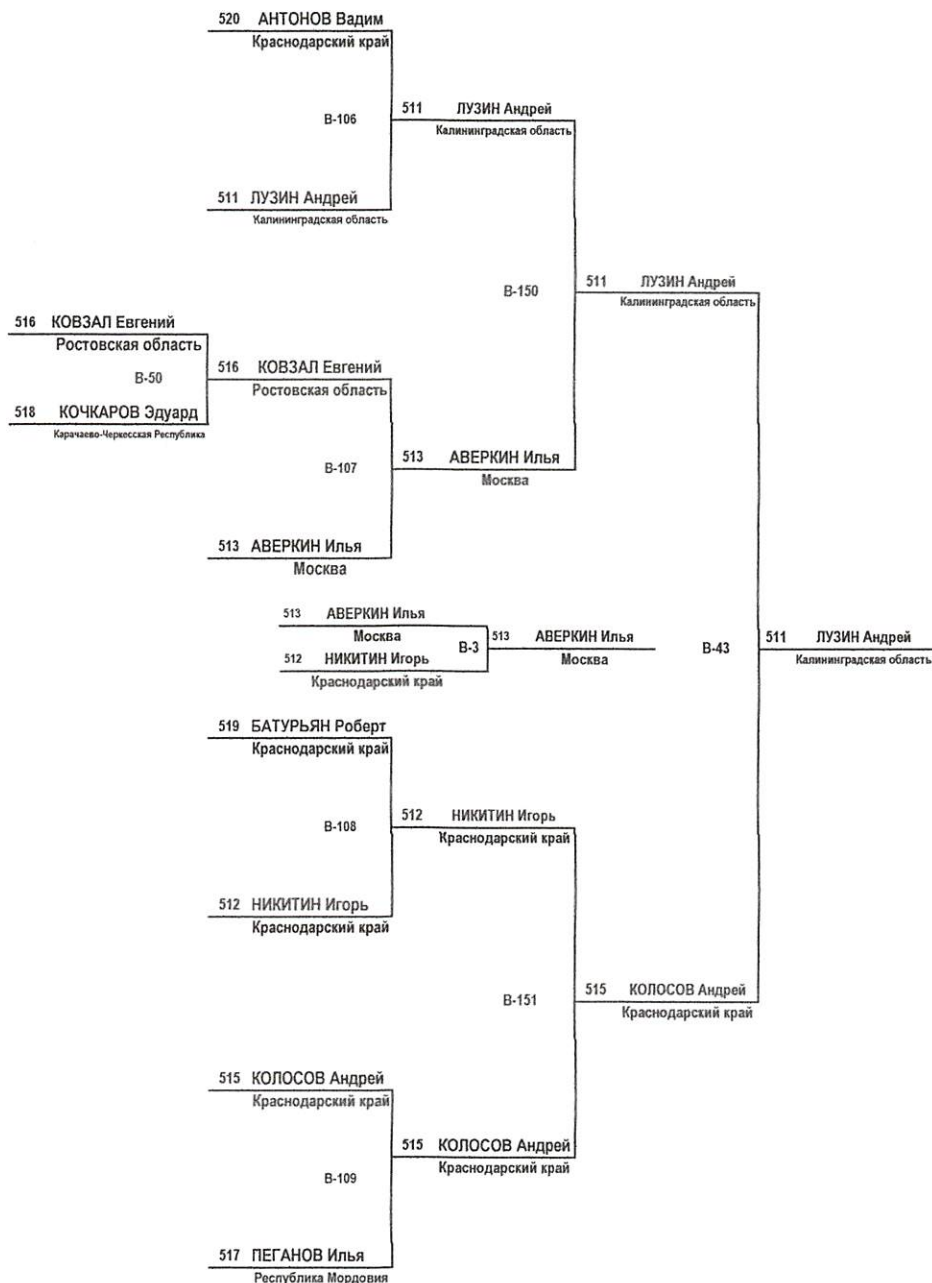 520 АНТОНОВ Вадим
Краснодарский край
B-106
511 ЛУЗИН Андрей
Калининградская область
511 ЛУЗИН Андрей
Калининградская область
B-150
511 ЛУЗИН Андрей
Калининградская область
516 КОВЗАЛ Евгений
Ростовская область
B-50
516 КОВЗАЛ Евгений
Ростовская область
518 КОЧКАРОВ Эдуард
Карачаево-Черкесская Республика
B-107
513 АВЕРКИН Илья
Москва
513 АВЕРКИН Илья
Москва
513 АВЕРКИН Илья
Москва
B-3
513 АВЕРКИН Илья
Москва
512 НИКИТИН Игорь
Краснодарский край
B-43
511 ЛУЗИН Андрей
Калининградская область
519 БАТУРЬЯН Роберт
Краснодарский край
B-108
512 НИКИТИН Игорь
Краснодарский край
512 НИКИТИН Игорь
Краснодарский край
B-151
515 КОЛОСОВ Андрей
Краснодарский край
515 КОЛОСОВ Андрей
Краснодарский край
B-109
515 КОЛОСОВ Андрей
Краснодарский край
517 ПЕГАНОВ Илья
Республика Мордовия